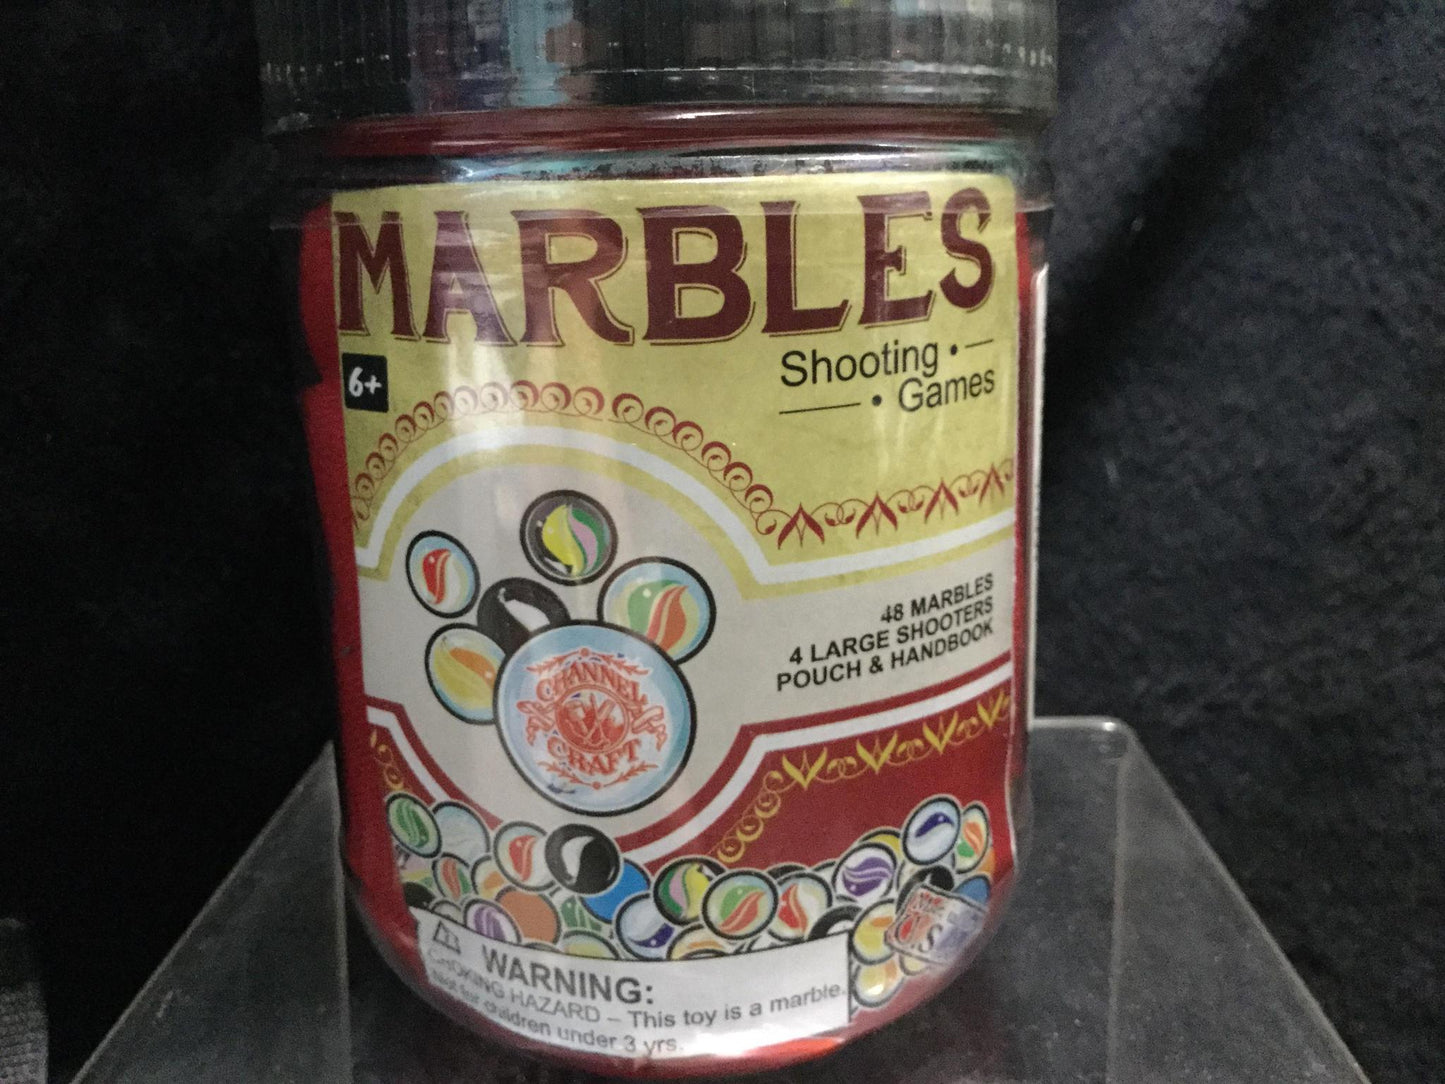 MARBLES
Shooting
Games
6+
48 MARBLES
4 LARGE SHOOTERS
POUCH & HANDBOOK
CHANNEL
CRAFT
WARNING:
CHOKING HAZARD – This toy is a marble.
Not for children under 3 yrs.